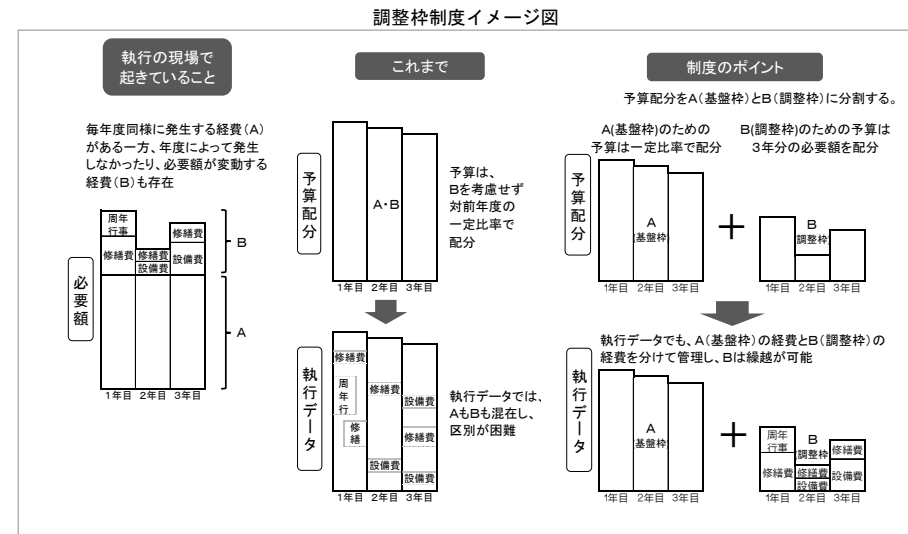 調整枠制度イメージ図
執行の現場で
起きていること
毎年度同様に発生する経費(A)
がある一方、年度によって発生
しなかったり、必要額が変動する
経費(B)も存在
必要額
周年
行事
修繕費
修繕費
設備費
修繕費
設備費
B
A
1年目 2年目 3年目
これまで
予算配分
A・B
1年目 2年目 3年目
予算は、
Bを考慮せず
対前年度の
一定比率で
配分
執行データ
修繕費
周
年
行
修
繕
修繕費
設備費
設備費
修繕費
設備費
1年目 2年目 3年目
執行データでは、
AもBも混在し、
区別が困難
制度のポイント
予算配分をA(基盤枠)とB(調整枠)に分割する。
A(基盤枠)のための
予算は一定比率で配分
B(調整枠)のための予算は
3年分の必要額を配分
予算配分
A
(基盤枠)
1年目 2年目 3年目
+
B
(調整枠)
1年目 2年目 3年目
執行データでも、A(基盤枠)の経費とB(調整枠)の
経費を分けて管理し、Bは繰越が可能
執行データ
A
(基盤枠)
1年目 2年目 3年目
+
周年
行事
修繕費
B
(調整枠)
修繕費
設備費
修繕費
設備費
1年目 2年目 3年目